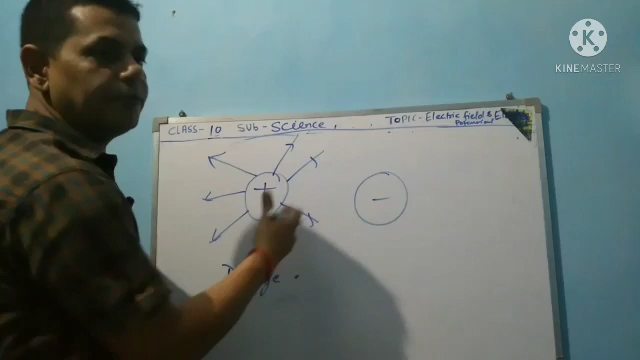 K
KINEMASTER
CLASS- 10 SUB- SCIENCE, . . . TOPIC- Electric field &
Potential
+
-